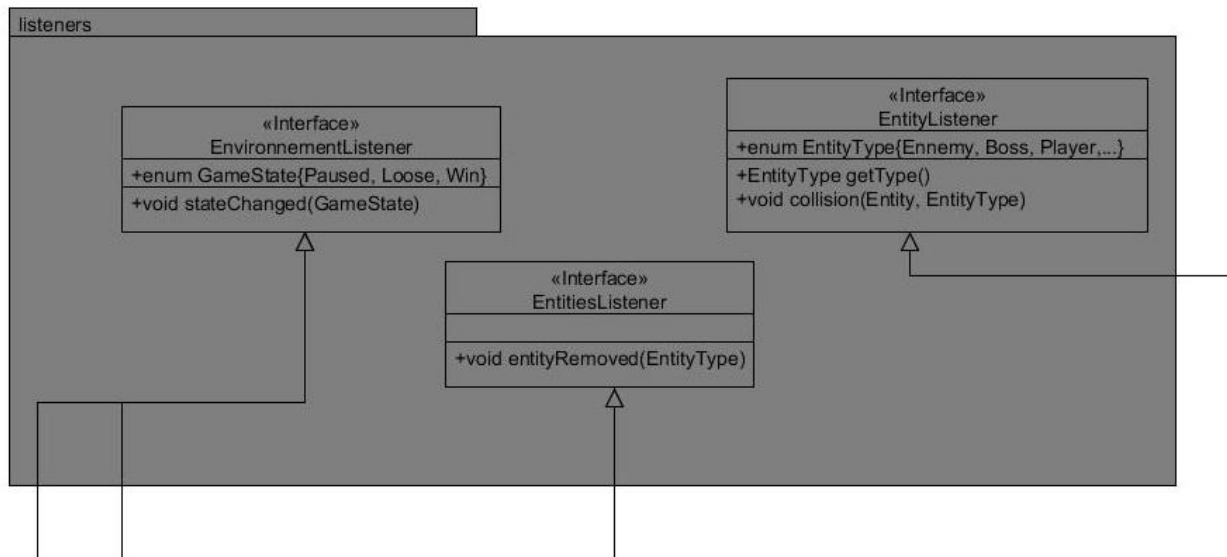 listeners
«Interface»
EnvironnementListener
+enum GameState{Paused, Loose, Win}
+void stateChanged(GameState)
«Interface»
EntityListener
+enum EntityType{Ennemy, Boss, Player,...}
+EntityType getType()
+void collision(Entity, EntityType)
«Interface»
EntitiesListener
+void entityRemoved(EntityType)